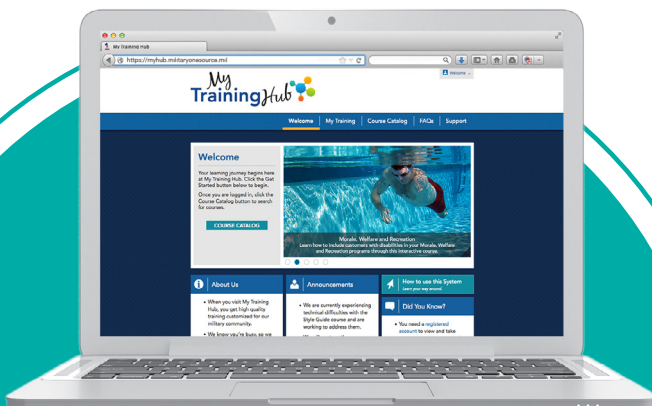 My Training Hub
https://myhub.militaryonesource.mil
My
Training Hub
Welcome
Welcome
My Training
Course Catalog
FAQs
Support
Welcome
Your learning journey begins here
at My Training Hub. Click the Get
Started button below to begin.
Once you are logged in, click the
Course Catalog button to search
for courses.
COURSE CATALOG
Morale, Welfare
and Recreation
Learn how to include customers with disabilities in your Morale, Welfare
and Recreation programs through this interactive course.
About Us
• When you visit My Training
Hub, you get high quality
training customized for our
military community.
• We know you're busy, so we
Announcements
• We are currently experiencing
technical difficulties with the
Style Guide course and are
working to address them.
How to use this System
Learn your way around.
Did You Know?
• You need a registered
account to view and take